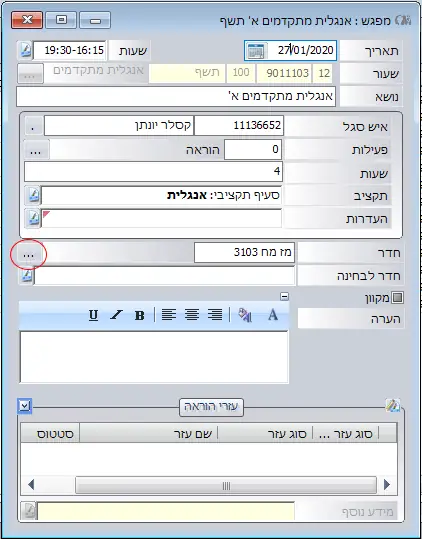 מפגש : אנגלית מתקדמים א' תשף
תאריך 27/01/2020 שעות 19:30-16:15
שעור 12 9011103 100 תשף אנגלית מתקדמים ...
נושא אנגלית מתקדמים א'
איש סגל 11136652 קסלר יונתן .
פעילות 0 הוראה ...
שעות 4
תקציב סעיף תקציבי: אנגלית
העדרות
חדר מז מח 3103 ...
חדר לבחינה
מקוון
הערה U I B A
עזרי הוראה
סוג עזר ... סוג עזר שם עזר סטטוס
מידע נוסף